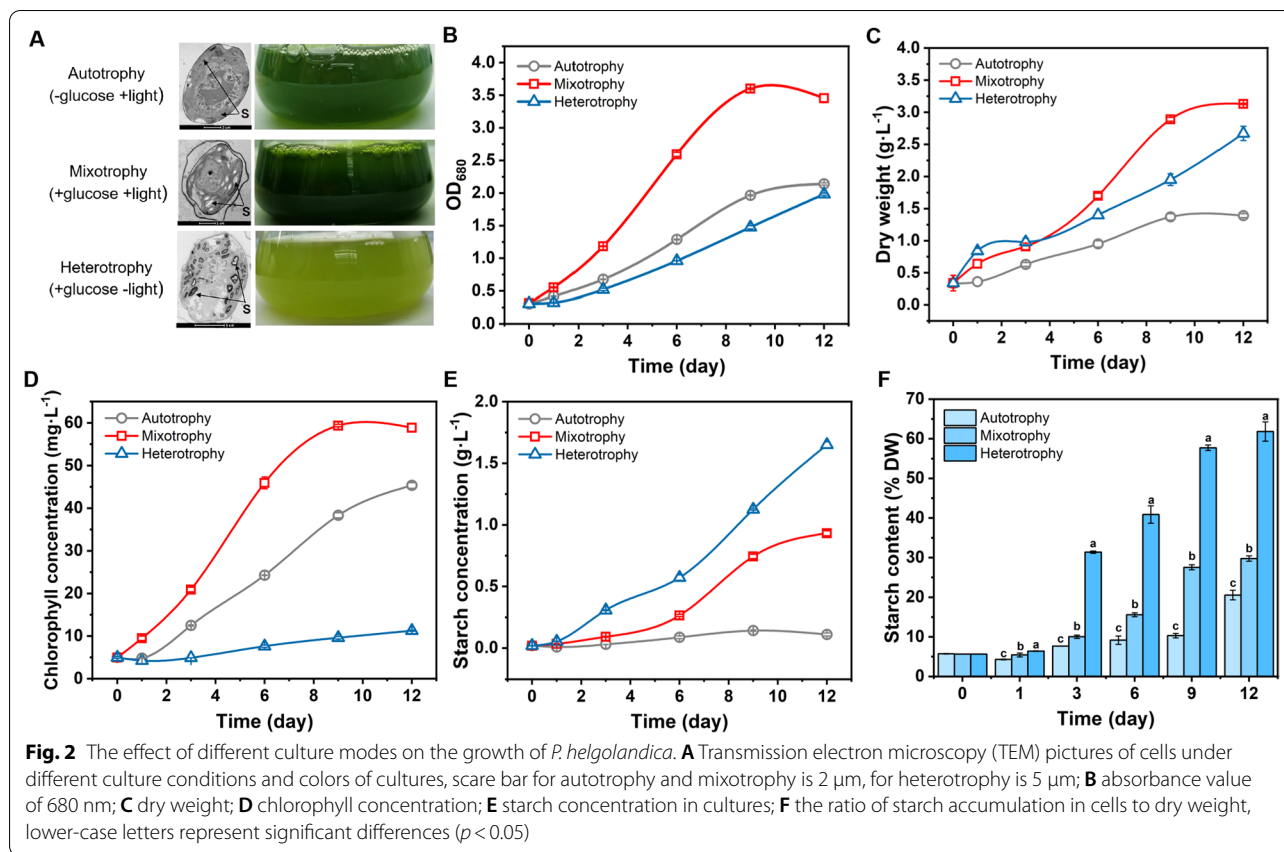 A
Autotrophy
(-glucose +light)
S
2 um
Mixotrophy
(+glucose +light)
S
Heterotrophy
(+glucose -light)
S
B
Autotrophy
Mixotrophy
Heterotrophy
OD680
4.0
3.5
3.0
2.5
2.0
1.5
1.0
0.5
0.0
0 2 4 6 8 10 12
Time (day)
C
Autotrophy
Mixotrophy
Heterotrophy
Dry weight (g·L⁻¹)
4.0
3.5
3.0
2.5
2.0
1.5
1.0
0.5
0.0
0 2 4 6 8 10 12
Time (day)
D
Autotrophy
Mixotrophy
Heterotrophy
Chlorophyll concentration (mg·L⁻¹)
60
50
40
30
20
10
0
0 2 4 6 8 10 12
Time (day)
E
Autotrophy
Mixotrophy
Heterotrophy
Starch concentration (g·L⁻¹)
2.0
1.5
1.0
0.5
0.0
0 2 4 6 8 10 12
Time (day)
F
Autotrophy
Mixotrophy
Heterotrophy
Starch content (% DW)
70
60
50
40
30
20
10
0
c b a
c b a
c b a
c b a
c b a
0 1 3 6 9 12
Time (day)
Fig. 2 The effect of different culture modes on the growth of P. helgolandica. A Transmission electron microscopy (TEM) pictures of cells under
different culture conditions and colors of cultures, scare bar for autotrophy and mixotrophy is 2 μm, for heterotrophy is 5 μm; B absorbance value
of 680 nm; C dry weight; D chlorophyll concentration; E starch concentration in cultures; F the ratio of starch accumulation in cells to dry weight,
lower-case letters represent significant differences (p < 0.05)